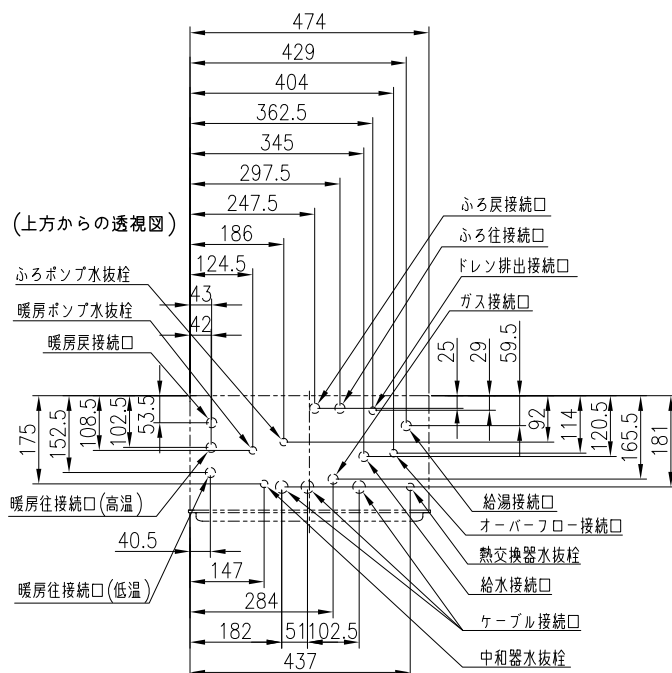 474
429
404
362.5
345
297.5
247.5
(上方からの透視図)
186
124.5
43
42
ふろ戻接続口
ふろ往接続口
ドレン排出接続口
ガス接続口
ふろポンプ水抜栓
暖房ポンプ水抜栓
暖房戻接続口
25
29
59.5
175
152.5
108.5
102.5
53.5
92
114
120.5
165.5
181
暖房往接続口(高温)
暖房往接続口(低温)
給湯接続口
オーバーフロー接続口
熱交換器水抜栓
給水接続口
ケーブル接続口
中和器水抜栓
40.5
147
284
182
51
102.5
437